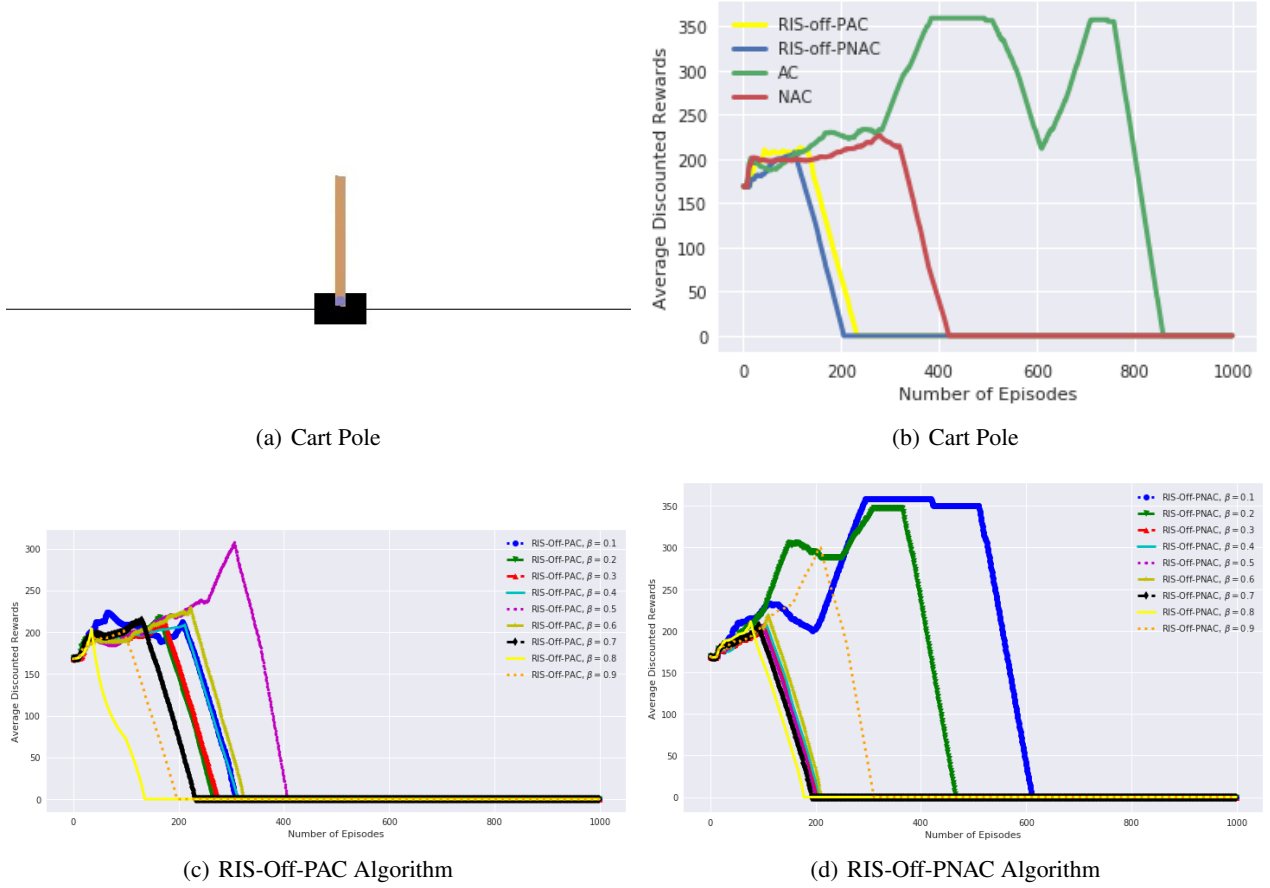 RIS-off-PAC
RIS-off-PNAC
AC
NAC
Average Discounted Rewards
350
300
250
200
150
100
50
0
0 200 400 600 800 1000
Number of Episodes
(a) Cart Pole
(b) Cart Pole
RIS-Off-PAC, β = 0.1
RIS-Off-PAC, β = 0.2
RIS-Off-PAC, β = 0.3
RIS-Off-PAC, β = 0.4
RIS-Off-PAC, β = 0.5
RIS-Off-PAC, β = 0.6
RIS-Off-PAC, β = 0.7
RIS-Off-PAC, β = 0.8
RIS-Off-PAC, β = 0.9
Average Discounted Rewards
300
250
200
150
100
50
0
0 200 400 600 800 1000
Number of Episodes
(c) RIS-Off-PAC Algorithm
RIS-Off-PNAC, β = 0.1
RIS-Off-PNAC, β = 0.2
RIS-Off-PNAC, β = 0.3
RIS-Off-PNAC, β = 0.4
RIS-Off-PNAC, β = 0.5
RIS-Off-PNAC, β = 0.6
RIS-Off-PNAC, β = 0.7
RIS-Off-PNAC, β = 0.8
RIS-Off-PNAC, β = 0.9
Average Discounted Rewards
350
300
250
200
150
100
50
0
0 200 400 600 800 1000
Number of Episodes
(d) RIS-Off-PNAC Algorithm